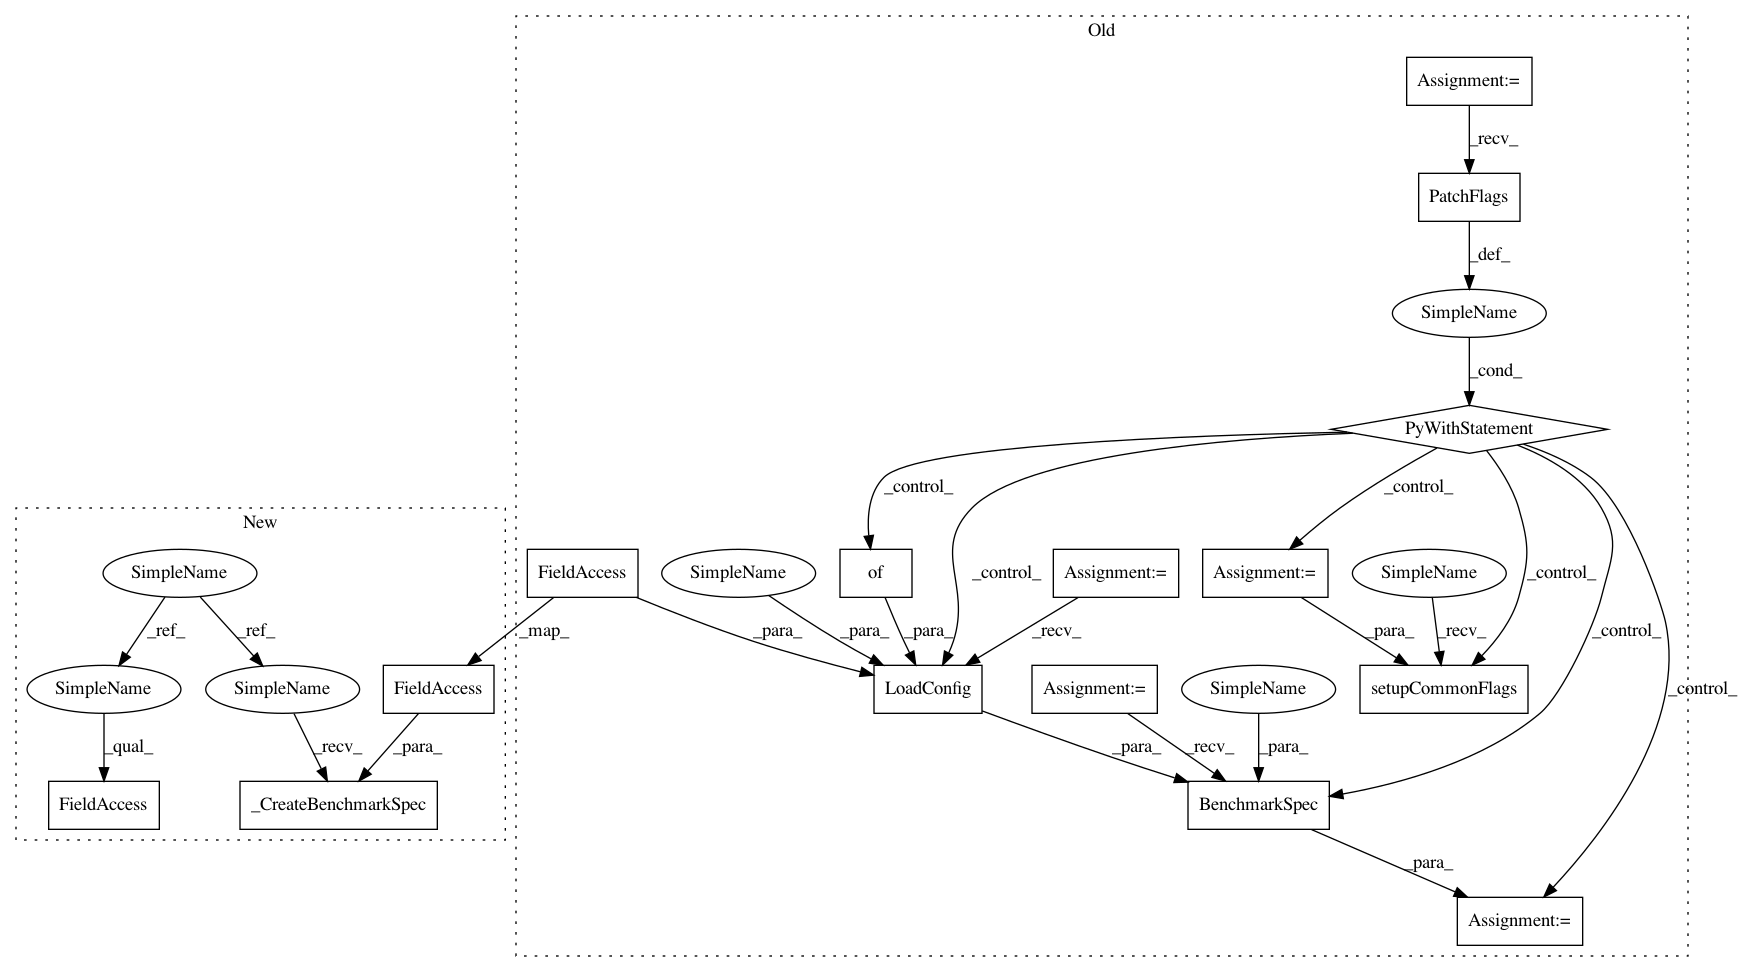 Old
Assignment:=
_recv_
PatchFlags
_def_
SimpleName
_cond_
PyWithStatement
_control_
_control_
New
SimpleName
FieldAccess
SimpleName
of
_control_
Assignment:=
Assignment:=
SimpleName
_control_
_ref_
_ref_
_map_
_para_
_para_
_para_
_recv_
_para_
_recv_
_control_
SimpleName
SimpleName
FieldAccess
LoadConfig
Assignment:=
SimpleName
setupCommonFlags
_control_
_qual_
_recv_
_para_
_para_
_recv_
_para_
FieldAccess
_CreateBenchmarkSpec
BenchmarkSpec
_para_
Assignment:=